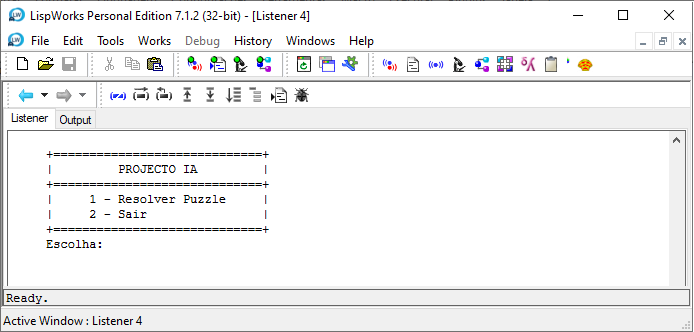 LispWorks Personal Edition 7.1.2 (32-bit) - [Listener 4]
File Edit Tools Works Debug History Windows Help
Listener Output
+=============================+
|         PROJECTO IA         |
+=============================+
|     1 - Resolver Puzzle     |
|     2 - Sair                |
+=============================+
Escolha:
Ready.
Active Window : Listener 4